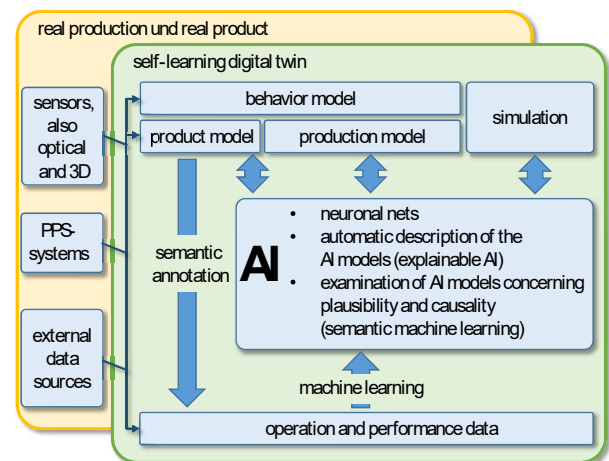 real production und real product
self-learning digital twin
sensors,
also
optical
and 3D
behavior model
product model
production model
simulation
PPS-
systems
semantic
annotation
AI
• neuronal nets
• automatic description of the
AI models (explainable AI)
• examination of AI models concerning
plausibility and causality
(semantic machine learning)
external
data
sources
machine learning
operation and performance data